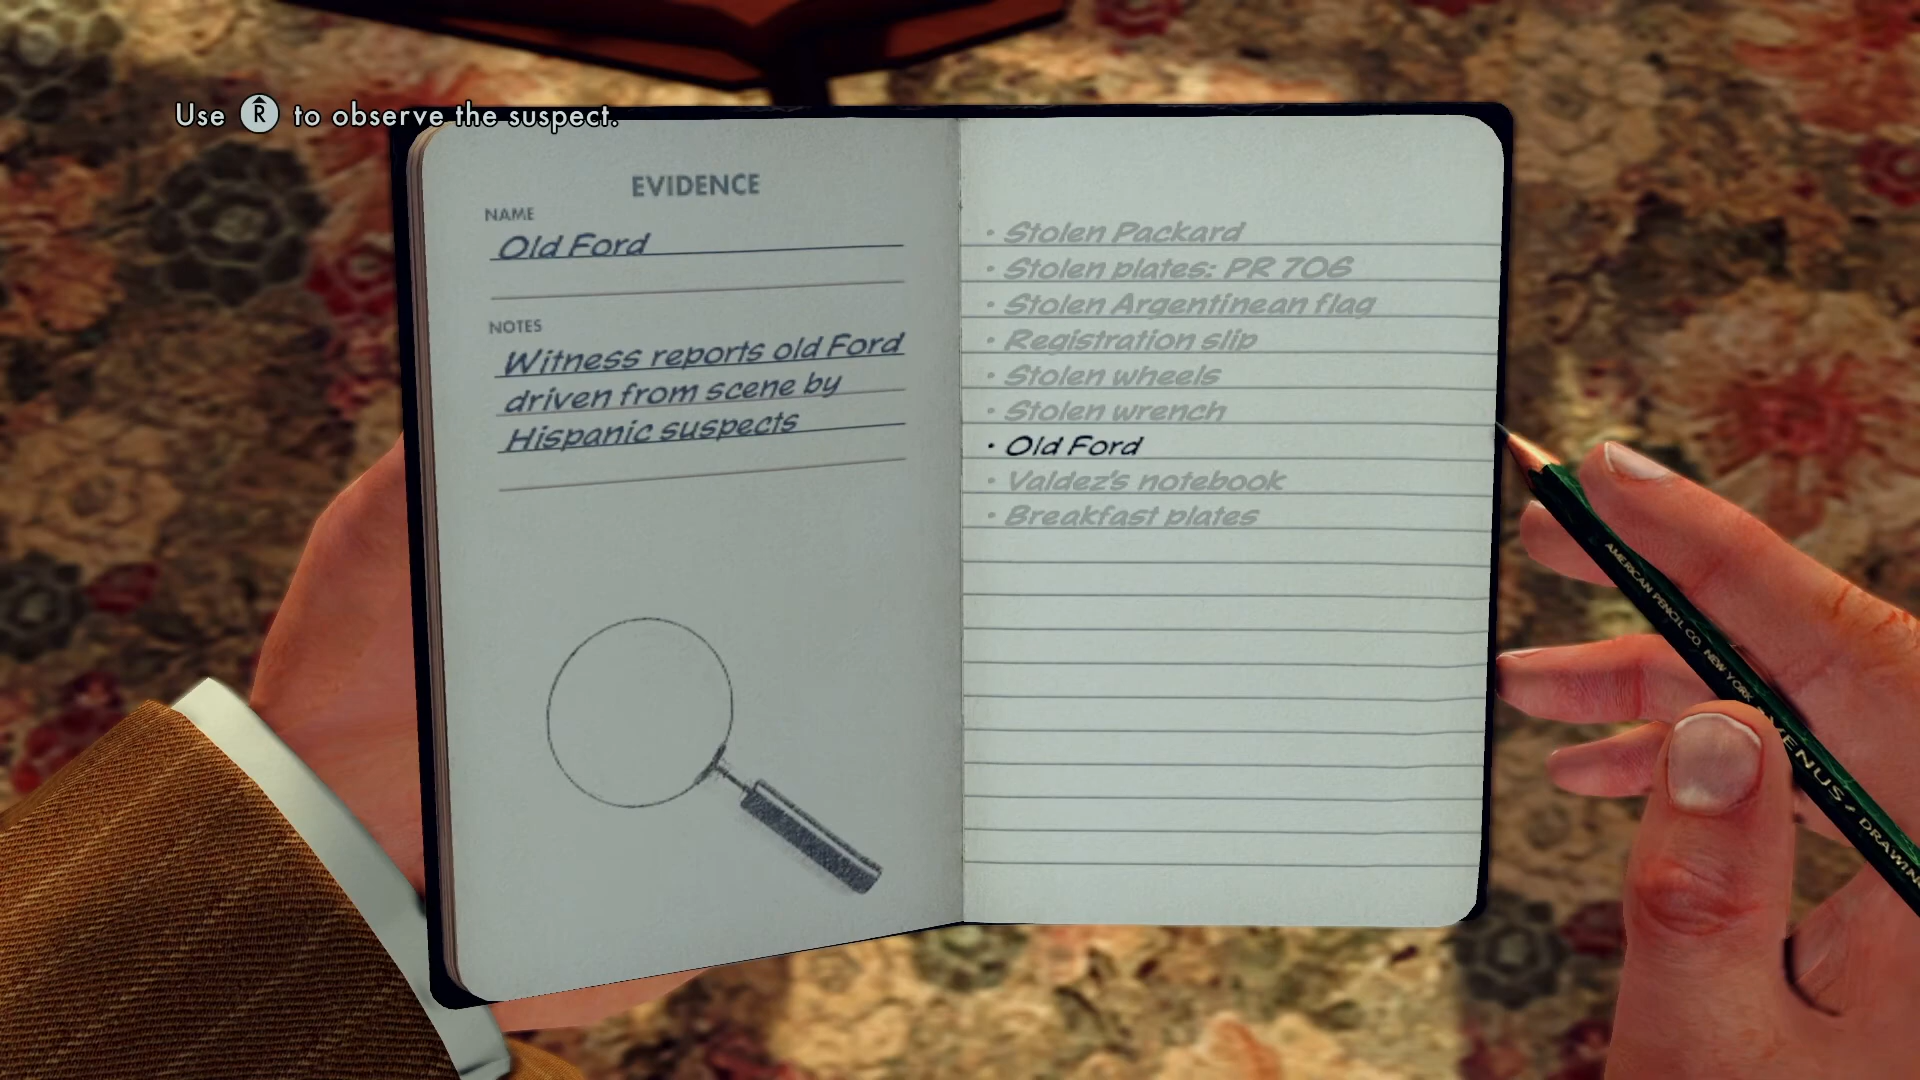 Use R to observe the suspect.
EVIDENCE
NAME
Old Ford
NOTES
Witness reports old Ford
driven from scene by
Hispanic suspects
• Stolen Packard
• Stolen plates: PR 706
• Stolen Argentinean flag
• Registration slip
• Stolen wheels
• Stolen wrench
• Old Ford
• Valdez's notebook
• Breakfast plates
AMERICAN PENCIL CO. NEW YORK VENUS DRAWING